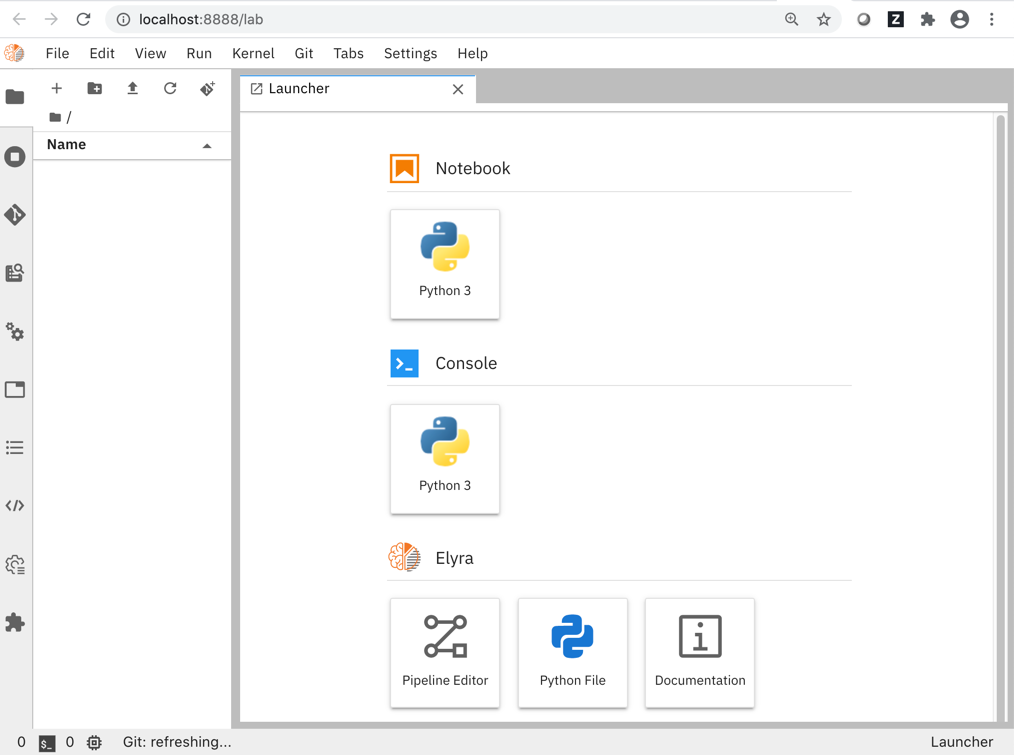 localhost:8888/lab
Z
File Edit View Run Kernel Git Tabs Settings Help
Launcher
/
Name
Notebook
Python 3
Console
Python 3
Elyra
Pipeline Editor Python File Documentation
0 $_ 0 Git: refreshing... Launcher